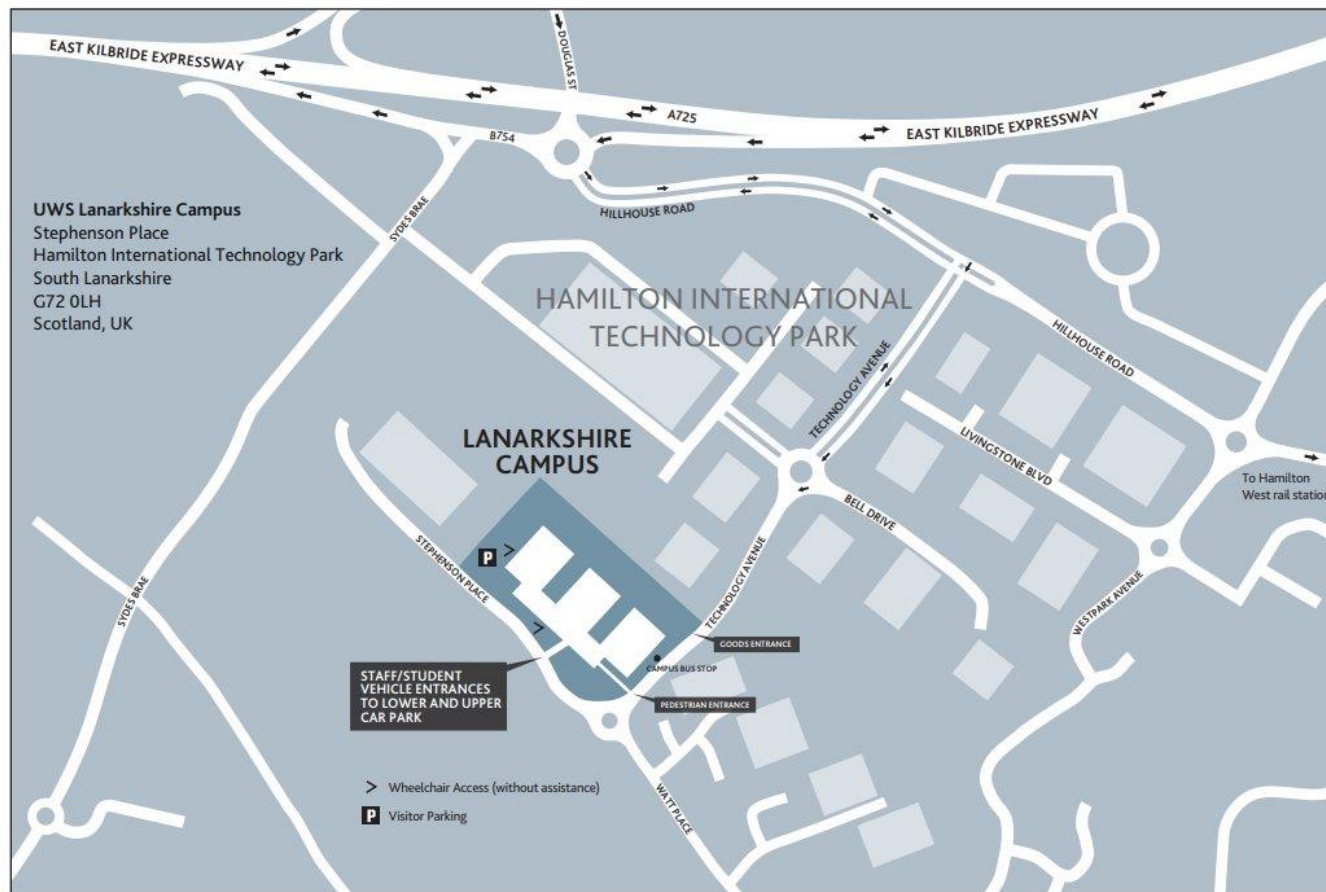 EAST KILBRIDE EXPRESSWAY
DOUGLAS ST
A725
EAST KILBRIDE EXPRESSWAY
B754
HILLHOUSE ROAD
SYDES BRAE
UWS Lanarkshire Campus
Stephenson Place
Hamilton International Technology Park
South Lanarkshire
G72 0LH
Scotland, UK
HAMILTON INTERNATIONAL
TECHNOLOGY PARK
TECHNOLOGY AVENUE
HILLHOUSE ROAD
LIVINGSTONE BLVD
To Hamilton
West rail station
LANARKSHIRE
CAMPUS
BELL DRIVE
P
STEPHENSON PLACE
TECHNOLOGY AVENUE
WESTPARK AVENUE
SYDES BRAE
GOODS ENTRANCE
CAMPUS BUS STOP
STAFF/STUDENT
VEHICLE ENTRANCES
TO LOWER AND UPPER
CAR PARK
PEDESTRIAN ENTRANCE
WATT PLACE
> Wheelchair Access (without assistance)
P Visitor Parking